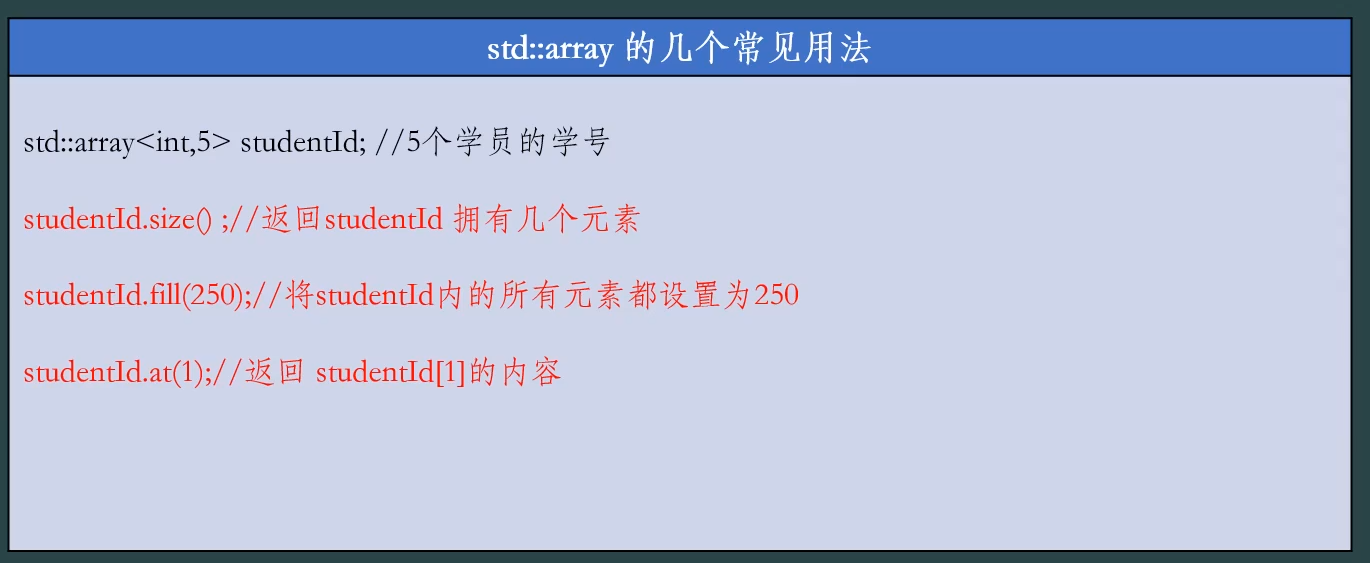 std::array 的几个常见用法
std::array<int,5> studentId; //5个学员的学号
studentId.size() ;//返回studentId 拥有几个元素
studentId.fill(250);//将studentId内的所有元素都设置为250
studentId.at(1);//返回 studentId[1]的内容